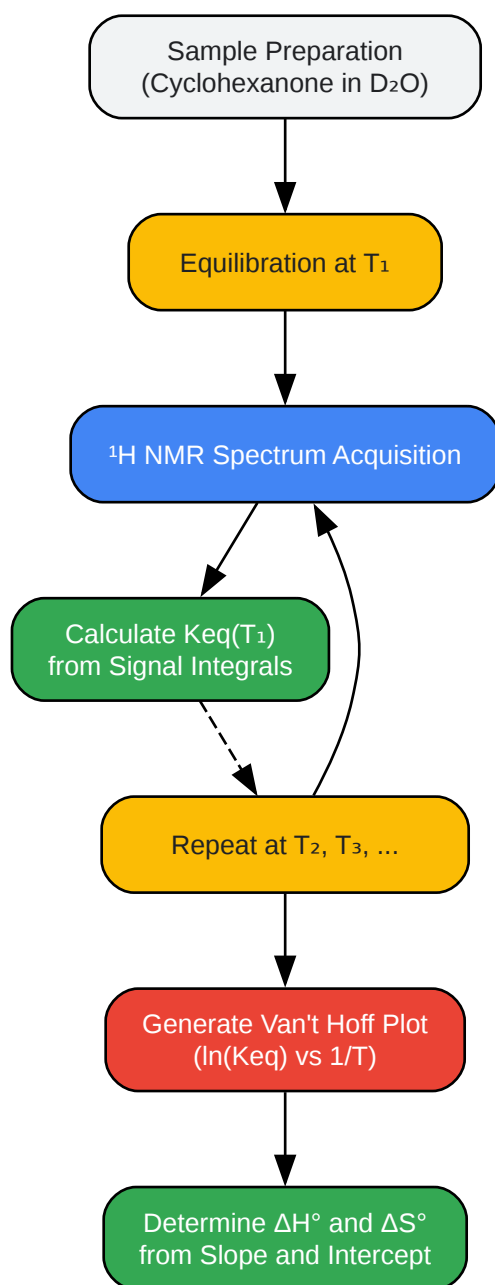 Sample Preparation
(Cyclohexanone in D₂O)
Equilibration at T₁
¹H NMR Spectrum Acquisition
Calculate Keq(T₁)
from Signal Integrals
Repeat at T₂, T₃, ...
Generate Van't Hoff Plot
(ln(Keq) vs 1/T)
Determine ΔH° and ΔS°
from Slope and Intercept